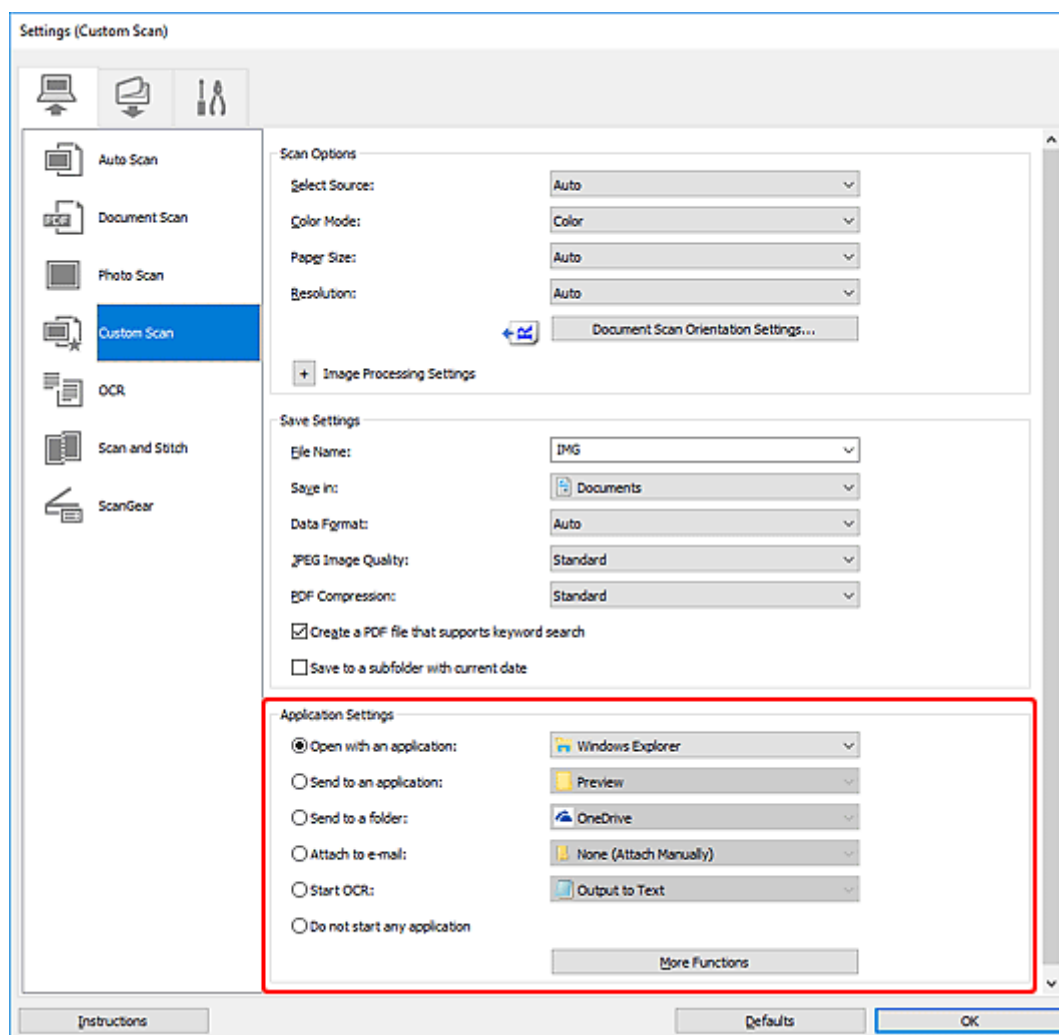 Settings (Custom Scan)
Auto Scan
Document Scan
Photo Scan
Custom Scan
OCR
Scan and Stitch
ScanGear
Scan Options
Select Source: Auto
Color Mode: Color
Paper Size: Auto
Resolution: Auto
Document Scan Orientation Settings...
+ Image Processing Settings
Save Settings
File Name: IMG
Save in: Documents
Data Format: Auto
JPEG Image Quality: Standard
PDF Compression: Standard
Create a PDF file that supports keyword search
Save to a subfolder with current date
Application Settings
Open with an application: Windows Explorer
Send to an application: Preview
Send to a folder: OneDrive
Attach to e-mail: None (Attach Manually)
Start OCR: Output to Text
Do not start any application
More Functions
Instructions Defaults OK